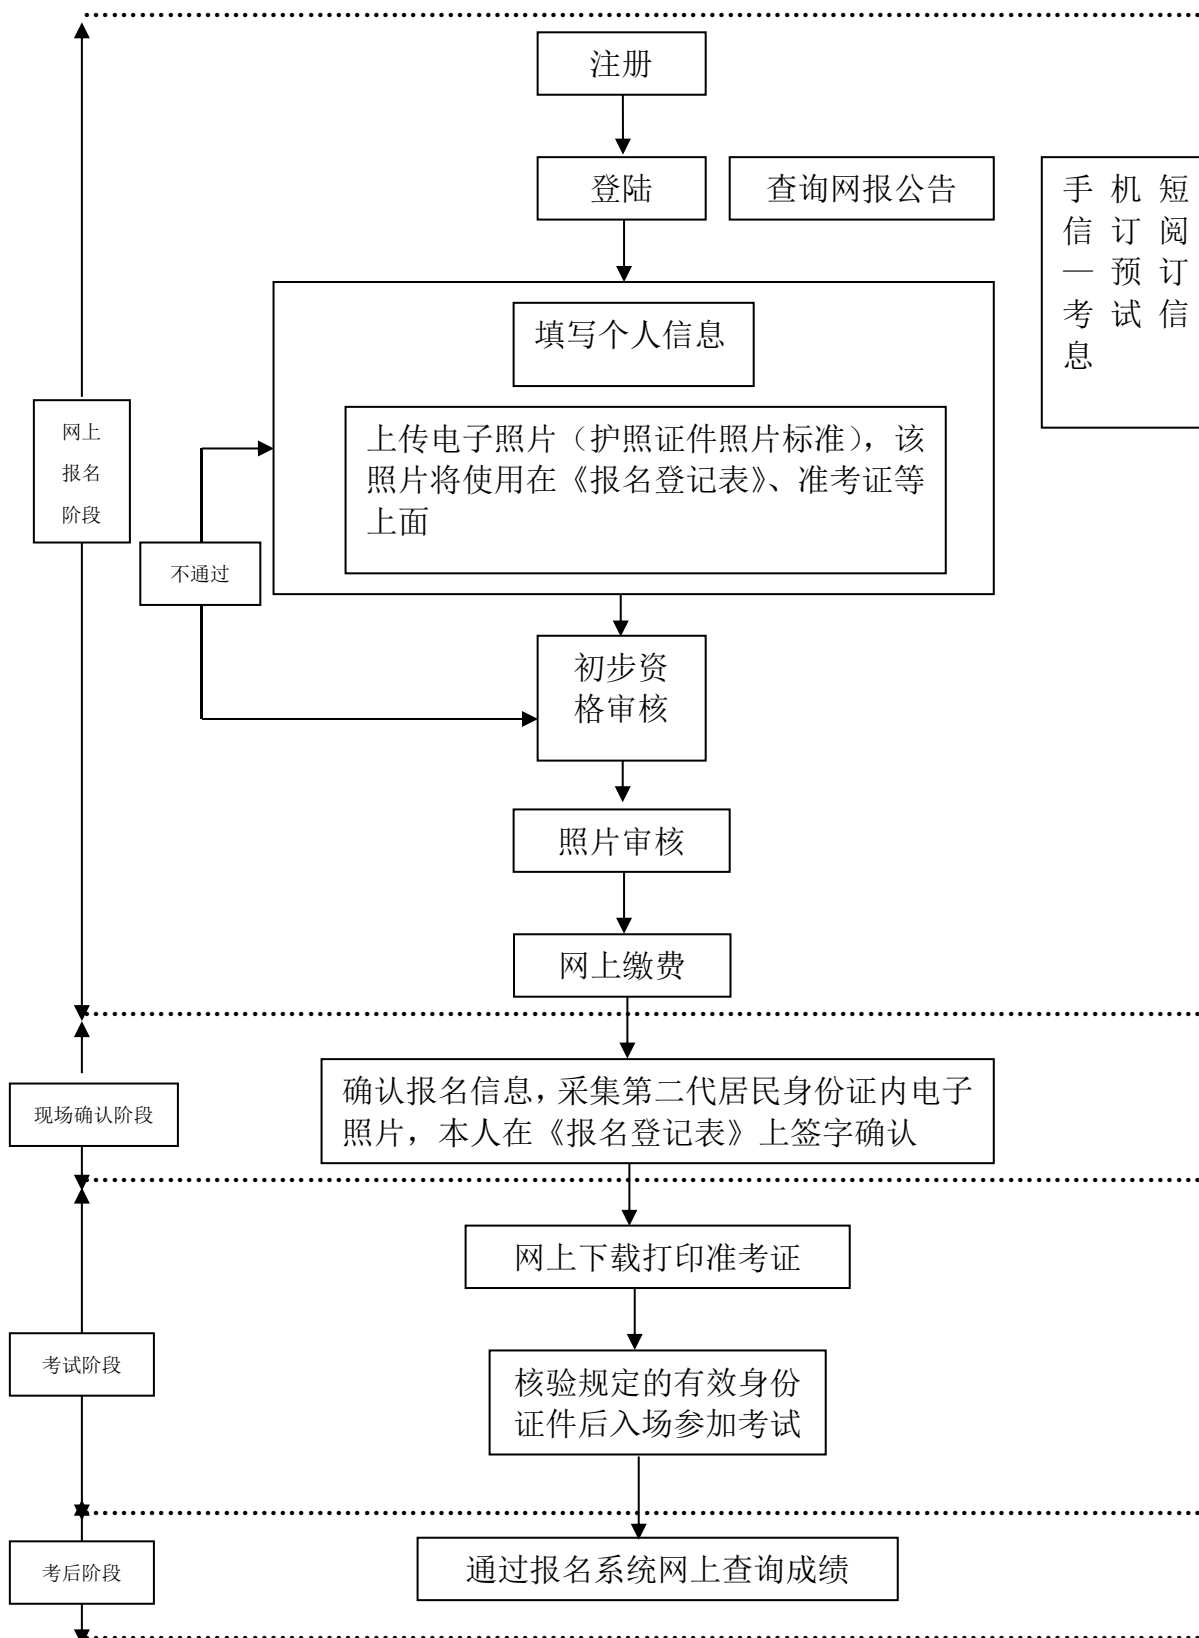 注册
登陆
查询网报公告
手机短
信订阅
—预订
考试信
息
填写个人信息
上传电子照片（护照证件照片标准），该
照片将使用在《报名登记表》、准考证等
上面
网上
报名
阶段
不通过
初步资
格审核
照片审核
网上缴费
现场确认阶段
确认报名信息，采集第二代居民身份证内电子
照片，本人在《报名登记表》上签字确认
网上下载打印准考证
考试阶段
核验规定的有效身份
证件后入场参加考试
考后阶段
通过报名系统网上查询成绩